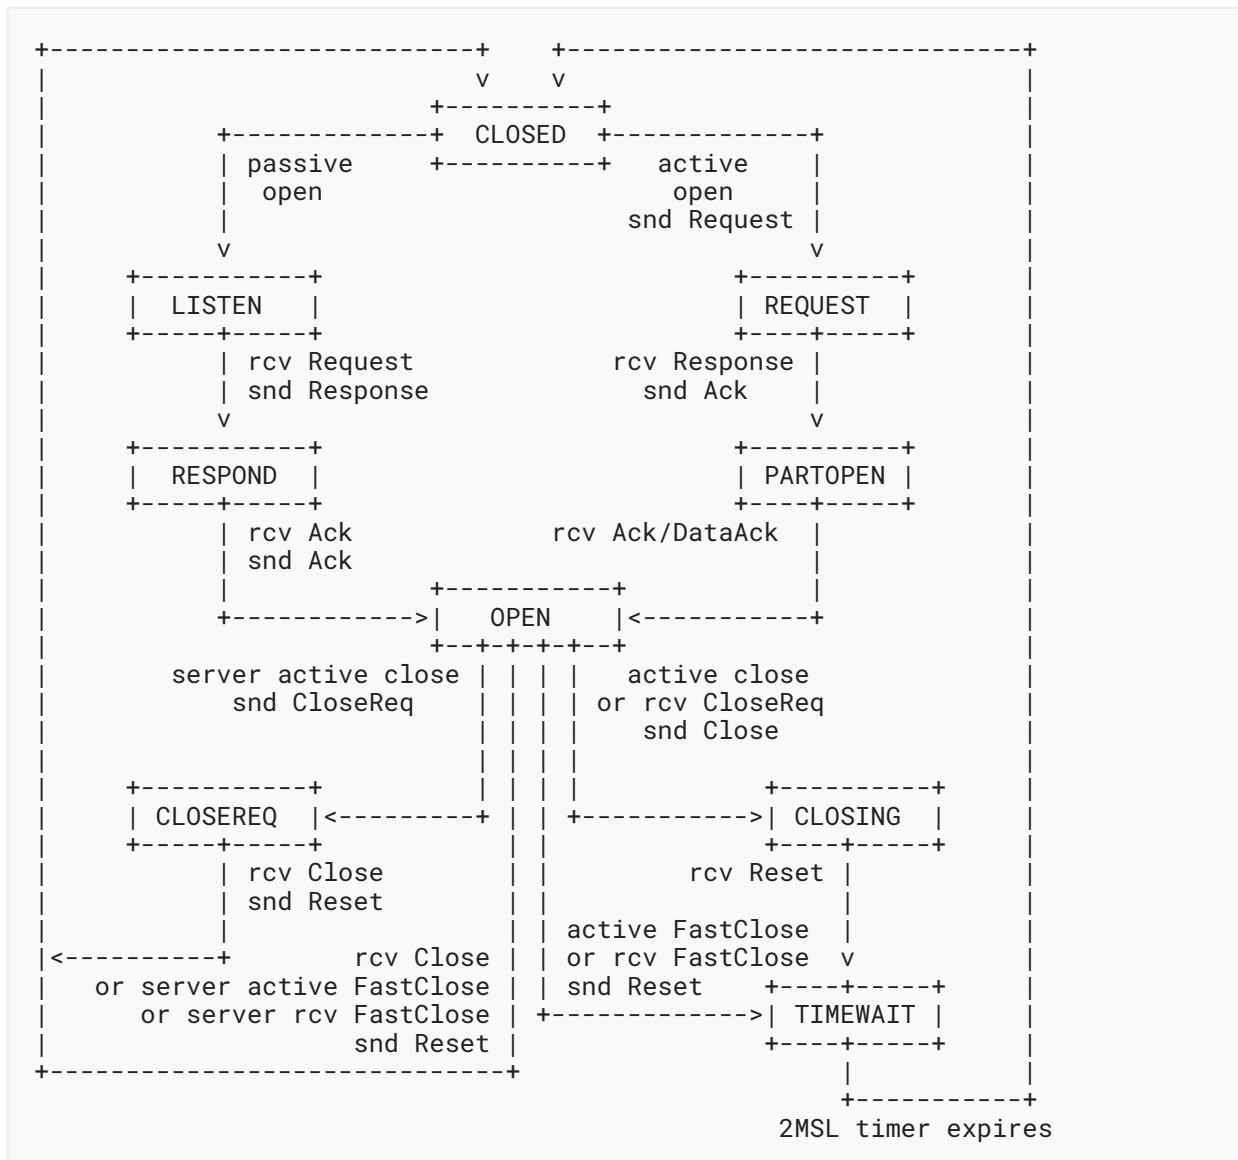 +----------------------------+    +------------------------------+
|                            v    v                              |
|                         +----------+                           |
|           +-------------+  CLOSED  +-------------+             |
|           | passive     +----------+   active    |             |
|           |  open                       open     |             |
|           |                          snd Request |             |
|           v                                      v             |
|     +-----------+                           +----------+       |
|     |  LISTEN   |                           | REQUEST  |       |
|     +-----+-----+                           +----+-----+       |
|           | rcv Request             rcv Response |             |
|           | snd Response              snd Ack    |             |
|           v                                      v             |
|     +-----------+                           +----------+       |
|     |  RESPOND  |                           | PARTOPEN |       |
|     +-----+-----+                           +----+-----+       |
|           | rcv Ack             rcv Ack/DataAck  |             |
|           | snd Ack                              |             |
|           |             +-----------+            |             |
|           +------------>|   OPEN    |<-----------+             |
|                         +--+-+-+-+--+                          |
|        server active close | | | |   active close              |
|            snd CloseReq    | | | | or rcv CloseReq             |
|                            | | | |    snd Close                |
|                            | | | |                             |
|     +-----------+          | | | |            +----------+     |
|     | CLOSEREQ  |<---------+ | | +----------->| CLOSING  |     |
|     +-----+-----+            | |              +----+-----+     |
|           | rcv Close        | |         rcv Reset |           |
|           | snd Reset        | |                   |           |
|           |                  | | active FastClose  |           |
|<----------+        rcv Close | | or rcv FastClose  v           |
|   or server active FastClose | | snd Reset    +----+-----+     |
|      or server rcv FastClose | +------------->| TIMEWAIT |     |
|                    snd Reset |                +----+-----+     |
+------------------------------+                     |           |
                                                     +-----------+
                                                2MSL timer expires